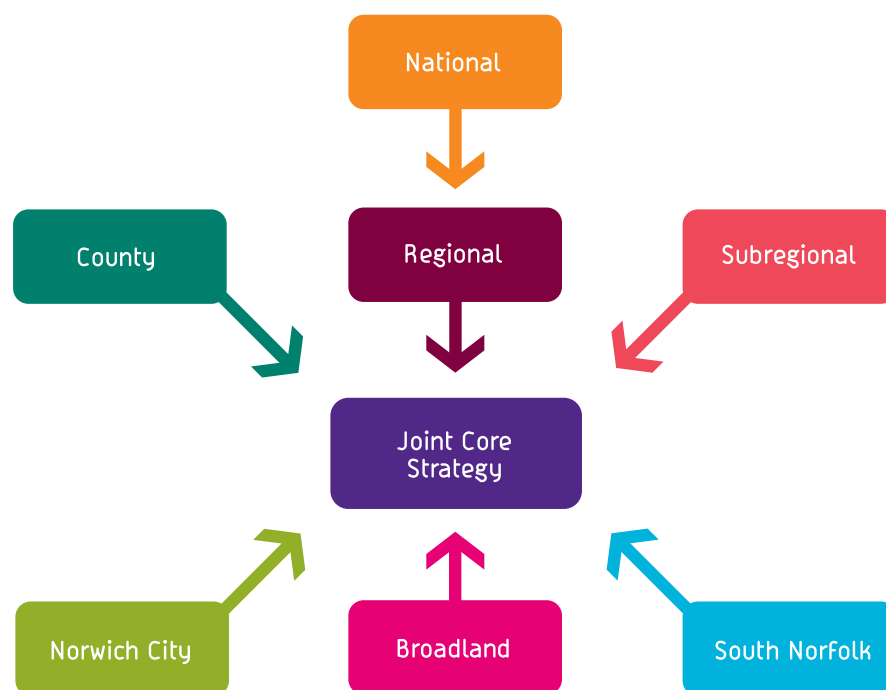 National
County
Regional
Subregional
Joint Core
Strategy
Norwich City
Broadland
South Norfolk